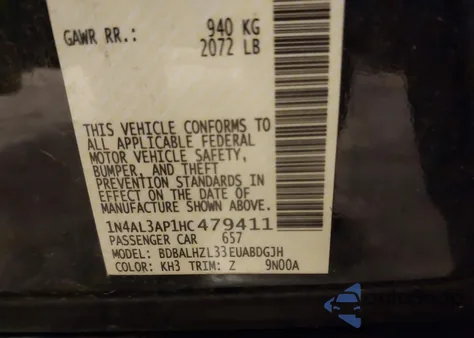 GAWR RR.: 940 KG
2072 LB
THIS VEHICLE CONFORMS TO
ALL APPLICABLE FEDERAL
MOTOR VEHICLE SAFETY,
BUMPER, AND THEFT
PREVENTION STANDARDS IN
EFFECT ON THE DATE OF
MANUFACTURE SHOWN ABOVE.
1N4AL3AP1HC479411
PASSENGER CAR 657
MODEL: BDBALHZL33EUABDGJH
COLOR: KH3 TRIM: Z 9N00A